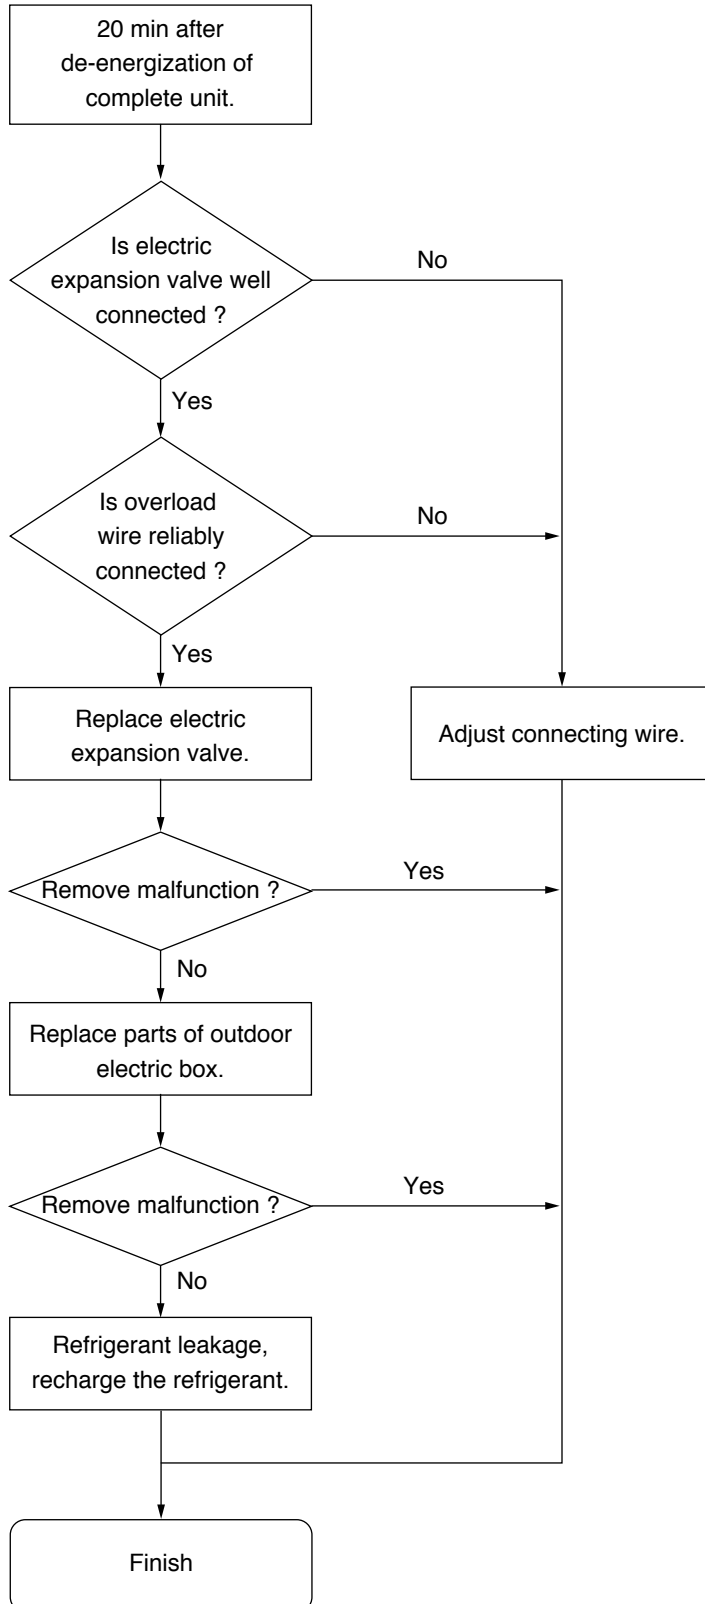 20 min after
de-energization of
complete unit.
Is electric
expansion valve well
connected ?
No
Yes
Is overload
wire reliably
connected ?
No
Yes
Replace electric
expansion valve.
Adjust connecting wire.
Remove malfunction ?
Yes
No
Replace parts of outdoor
electric box.
Remove malfunction ?
Yes
No
Refrigerant leakage,
recharge the refrigerant.
Finish